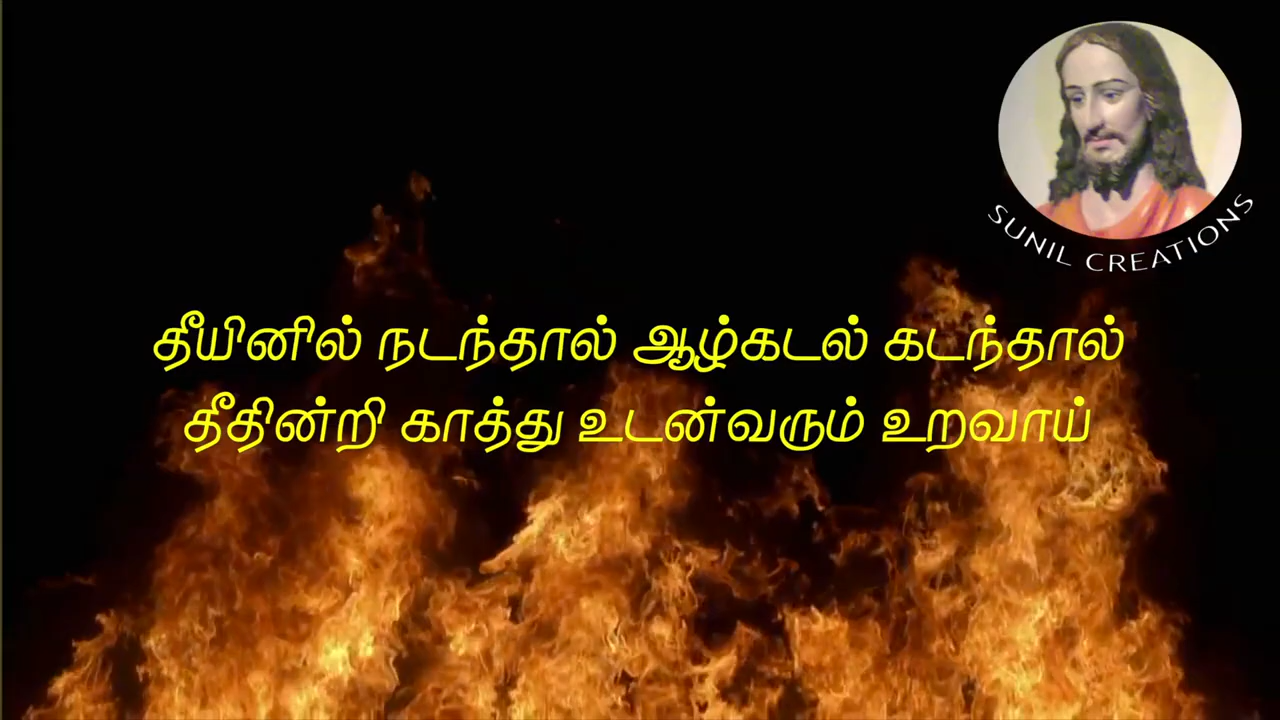 SUNIL CREATIONS
தீயினில் நடந்தால் ஆழ்கடல் கடந்தால்
தீதின்றி காத்து உடன்வரும் உறவாய்